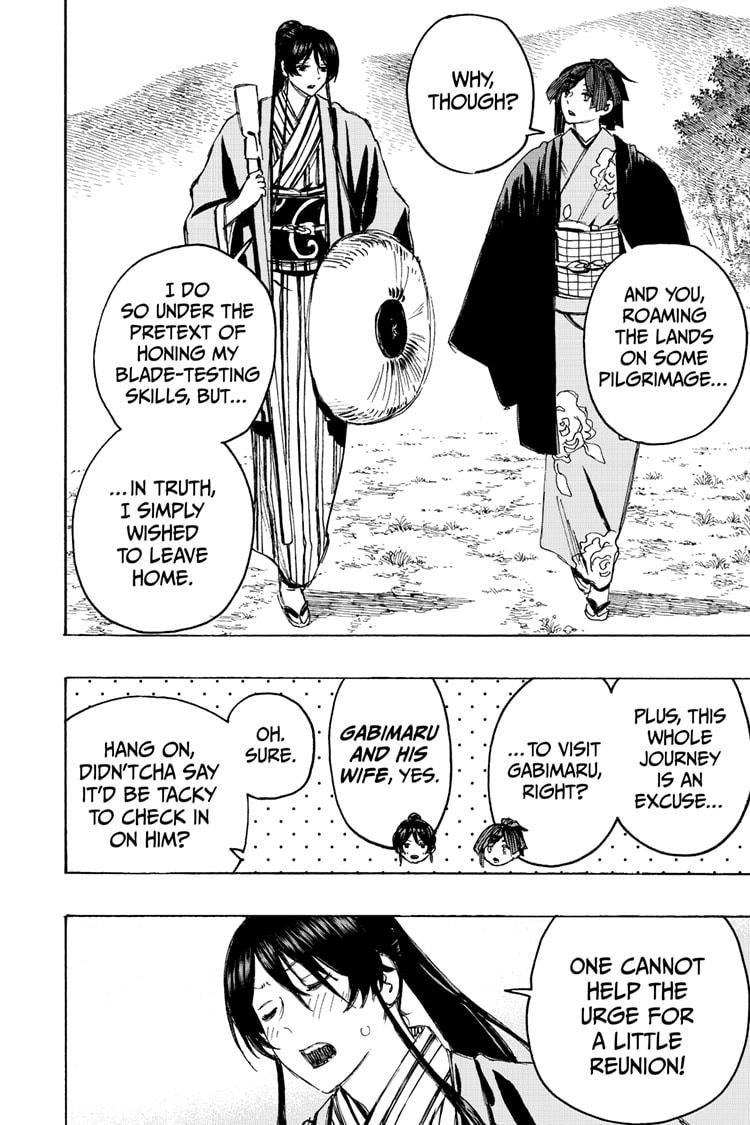 WHY,
THOUGH?
AND YOU,
ROAMING
THE LANDS
ON SOME
PILGRIMAGE...
I DO
SO UNDER THE
PRETEXT OF
HONING MY
BLADE-TESTING
SKILLS, BUT...
...IN TRUTH,
I SIMPLY
WISHED
TO LEAVE
HOME.
PLUS, THIS
WHOLE
JOURNEY
IS AN
EXCUSE...
...TO VISIT
GABIMARU,
RIGHT?
GABIMARU
AND HIS
WIFE, YES.
OH.
SURE.
HANG ON,
DIDN'TCHA SAY
IT'D BE TACKY
TO CHECK IN
ON HIM?
ONE CANNOT
HELP THE
URGE FOR
A LITTLE
REUNION!